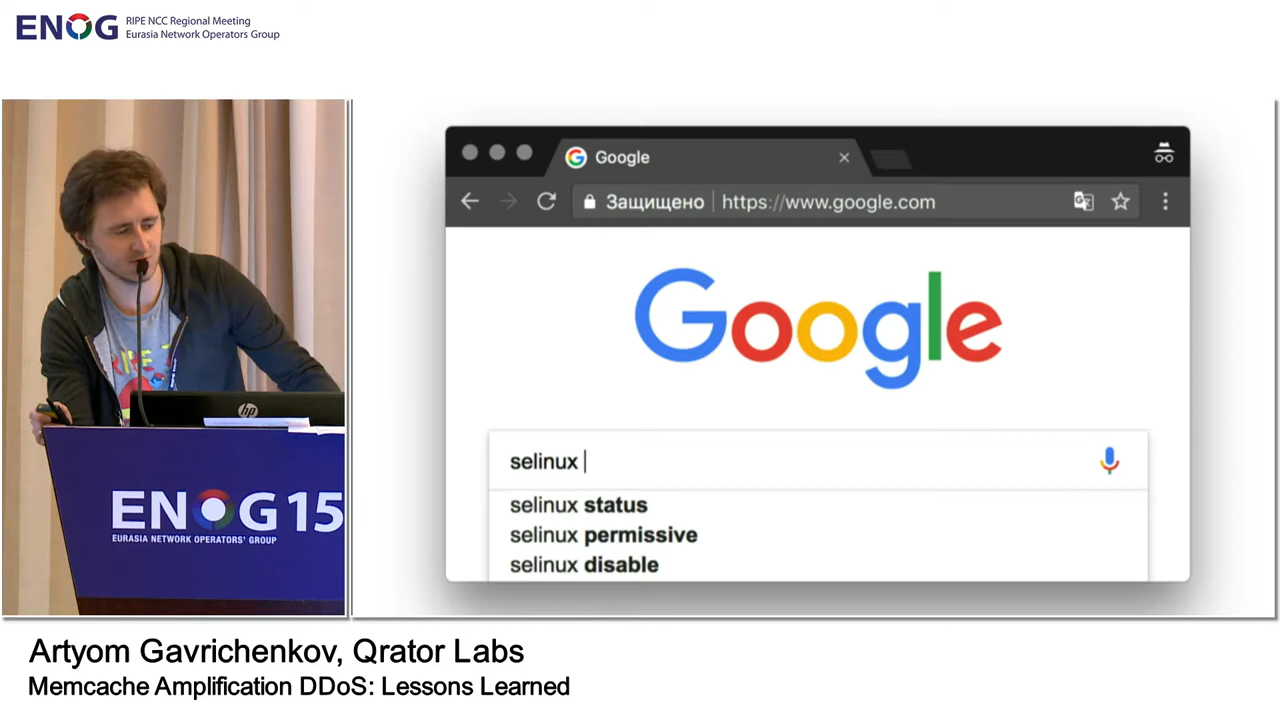 ENOG
RIPE NCC Regional Meeting
Eurasia Network Operators Group
Google
Защищено
https://www.google.com
Google
selinux
selinux status
selinux permissive
selinux disable
hp
ENOG 15
EURASIA NETWORK OPERATORS' GROUP
Artyom Gavrichenkov, Qrator Labs
Memcache Amplification DDoS: Lessons Learned